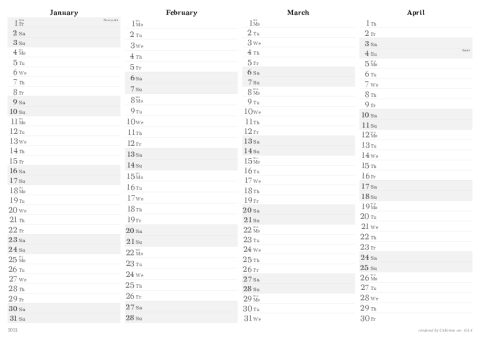 January
1 Fr
2 Sa
3 Su
4 Mo
5 Tu
6 We
7 Th
8 Fr
9 Sa
10 Su
11 Mo
12 Tu
13 We
14 Th
15 Fr
16 Sa
17 Su
18 Mo
19 Tu
20 We
21 Th
22 Fr
23 Sa
24 Su
25 Mo
26 Tu
27 We
28 Th
29 Fr
30 Sa
31 Su
February
1 Mo
2 Tu
3 We
4 Th
5 Fr
6 Sa
7 Su
8 Mo
9 Tu
10 We
11 Th
12 Fr
13 Sa
14 Su
15 Mo
16 Tu
17 We
18 Th
19 Fr
20 Sa
21 Su
22 Mo
23 Tu
24 We
25 Th
26 Fr
27 Sa
28 Su
March
1 Mo
2 Tu
3 We
4 Th
5 Fr
6 Sa
7 Su
8 Mo
9 Tu
10 We
11 Th
12 Fr
13 Sa
14 Su
15 Mo
16 Tu
17 We
18 Th
19 Fr
20 Sa
21 Su
22 Mo
23 Tu
24 We
25 Th
26 Fr
27 Sa
28 Su
29 Mo
30 Tu
31 We
April
1 Th
2 Fr
3 Sa
4 Su
5 Mo
6 Tu
7 We
8 Th
9 Fr
10 Sa
11 Su
12 Mo
13 Tu
14 We
15 Th
16 Fr
17 Sa
18 Su
19 Mo
20 Tu
21 We
22 Th
23 Fr
24 Sa
25 Su
26 Mo
27 Tu
28 We
29 Th
30 Fr
2021
created by